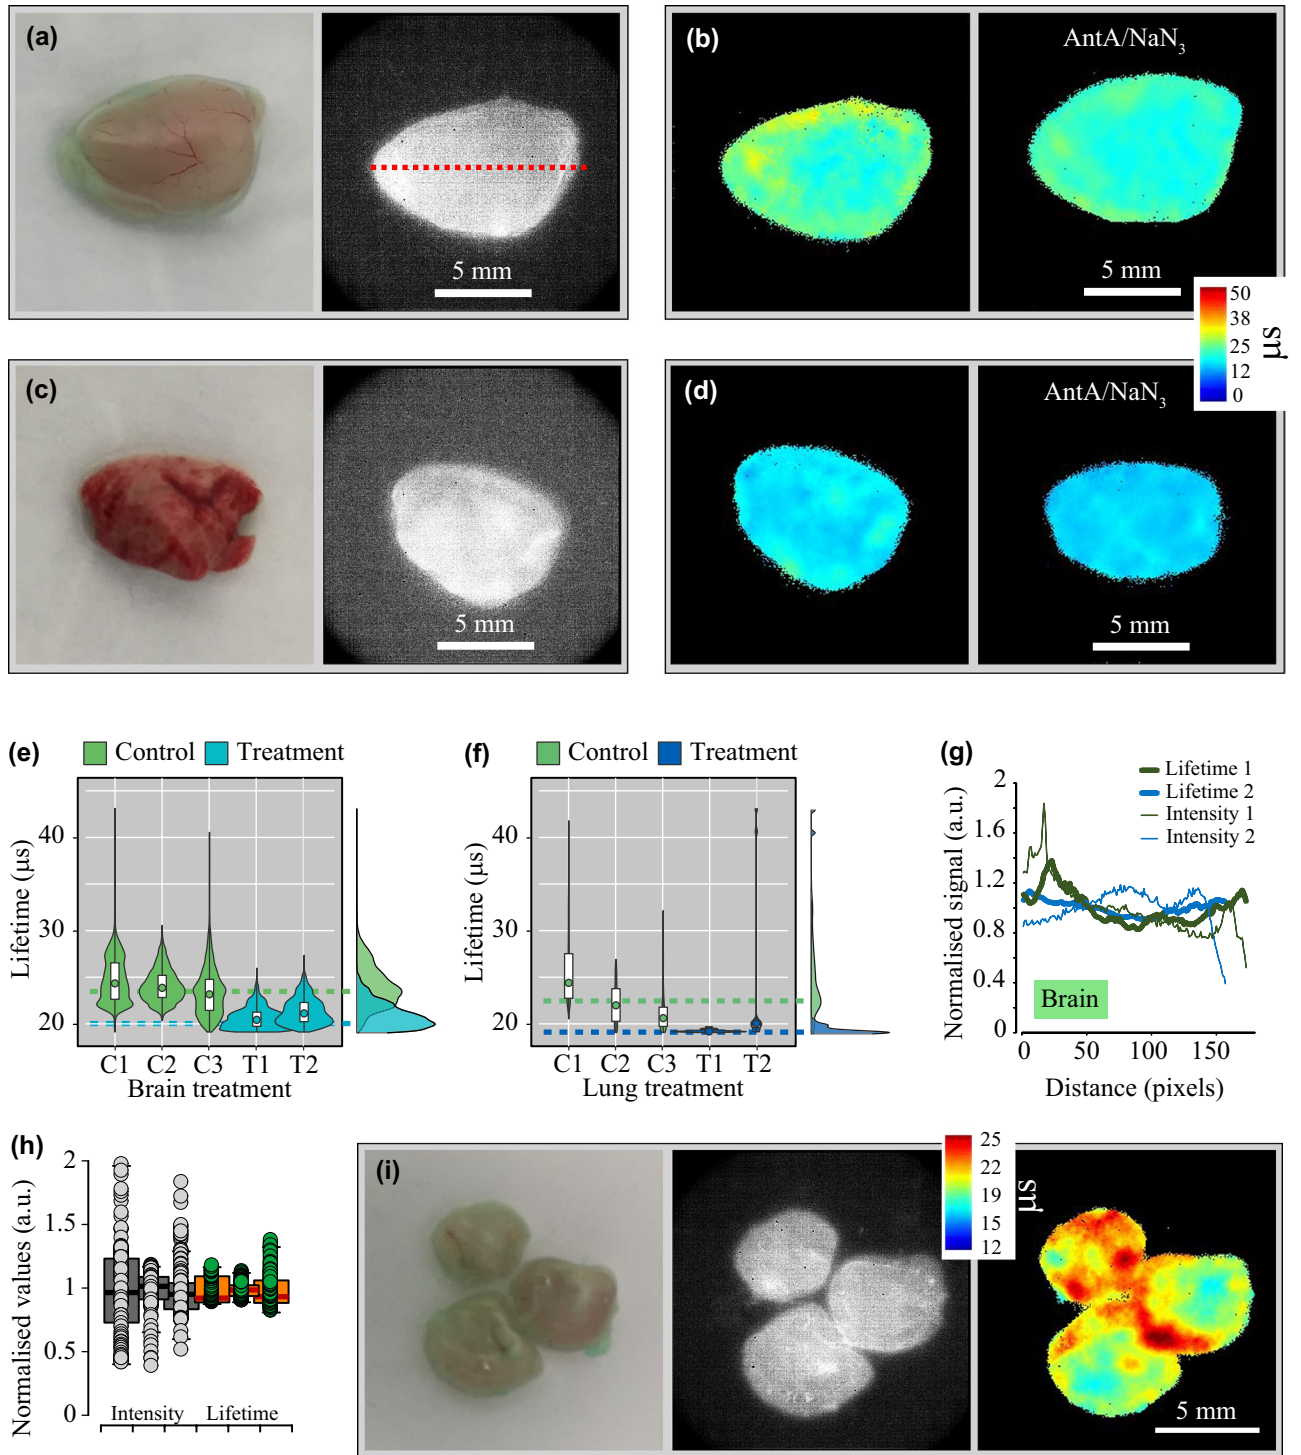 (a)
5 mm
(b)
AntA/NaN₃
5 mm
50
38
25
12
0
µs
(c)
5 mm
(d)
AntA/NaN₃
5 mm
(e)
Control
Treatment
Lifetime (µs)
40
30
20
C1 C2 C3 T1 T2
Brain treatment
(f)
Control
Treatment
Lifetime (µs)
40
30
20
C1 C2 C3 T1 T2
Lung treatment
(g)
Lifetime 1
Lifetime 2
Intensity 1
Intensity 2
Normalised signal (a.u.)
2
1.6
1.2
0.8
0.4
0
Brain
0 50 100 150
Distance (pixels)
(h)
Normalised values (a.u.)
2
1.5
1
0.5
0
Intensity Lifetime
(i)
25
22
19
15
12
µs
5 mm